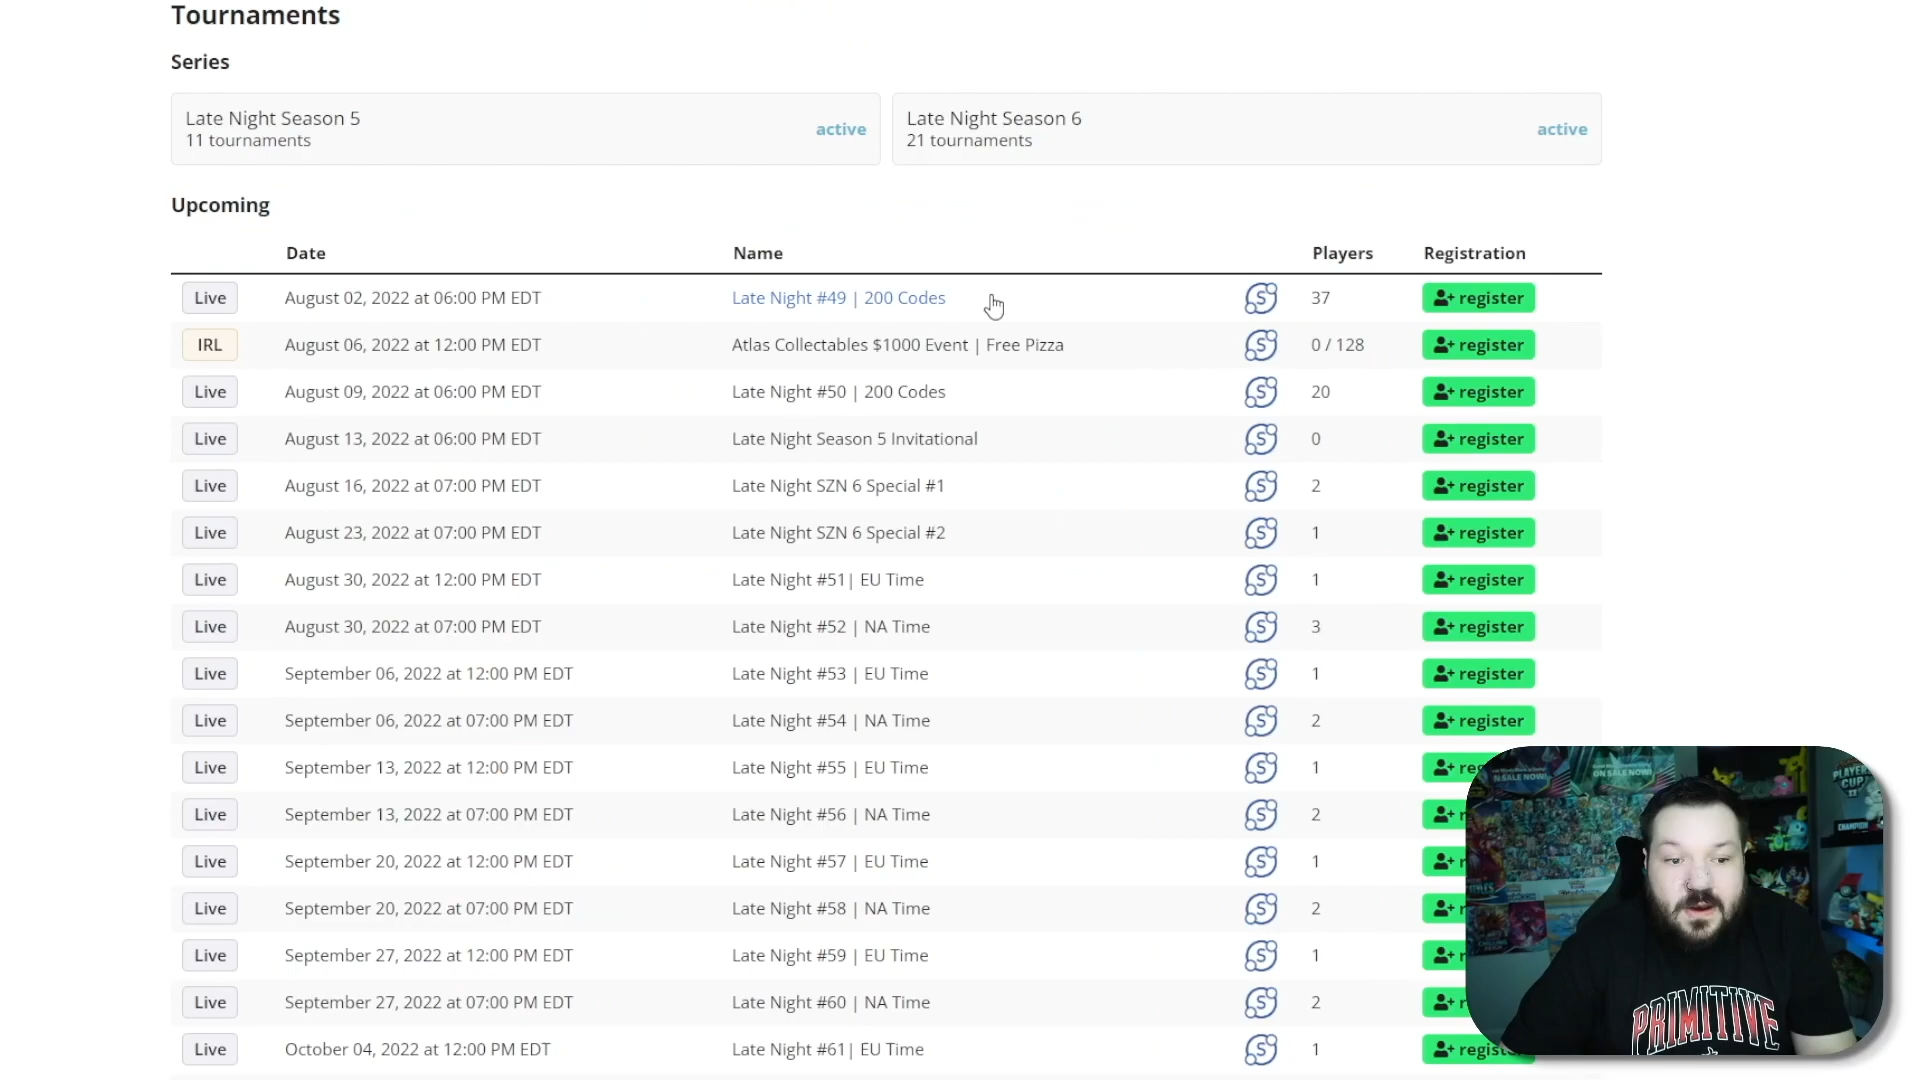 Tournaments
Series
Late Night Season 5
11 tournaments
active
Late Night Season 6
21 tournaments
active
Upcoming
Date Name Players Registration
Live August 02, 2022 at 06:00 PM EDT Late Night #49 | 200 Codes S 37 register
IRL August 06, 2022 at 12:00 PM EDT Atlas Collectables $1000 Event | Free Pizza S 0 / 128 register
Live August 09, 2022 at 06:00 PM EDT Late Night #50 | 200 Codes S 20 register
Live August 13, 2022 at 06:00 PM EDT Late Night Season 5 Invitational S 0 register
Live August 16, 2022 at 07:00 PM EDT Late Night SZN 6 Special #1 S 2 register
Live August 23, 2022 at 07:00 PM EDT Late Night SZN 6 Special #2 S 1 register
Live August 30, 2022 at 12:00 PM EDT Late Night #51| EU Time S 1 register
Live August 30, 2022 at 07:00 PM EDT Late Night #52 | NA Time S 3 register
Live September 06, 2022 at 12:00 PM EDT Late Night #53 | EU Time S 1 register
Live September 06, 2022 at 07:00 PM EDT Late Night #54 | NA Time S 2 register
Live September 13, 2022 at 12:00 PM EDT Late Night #55 | EU Time S 1 reg
Live September 13, 2022 at 07:00 PM EDT Late Night #56 | NA Time S 2 r
Live September 20, 2022 at 12:00 PM EDT Late Night #57 | EU Time S 1 r
Live September 20, 2022 at 07:00 PM EDT Late Night #58 | NA Time S 2 r
Live September 27, 2022 at 12:00 PM EDT Late Night #59 | EU Time S 1 r
Live September 27, 2022 at 07:00 PM EDT Late Night #60 | NA Time S 2 r
Live October 04, 2022 at 12:00 PM EDT Late Night #61| EU Time S 1 regist
ON SALE NOW!
ON SALE NOW!
PLAYERS
CUP
II
CHAMPION
CHILLING
REIGN
PRIMITIVE